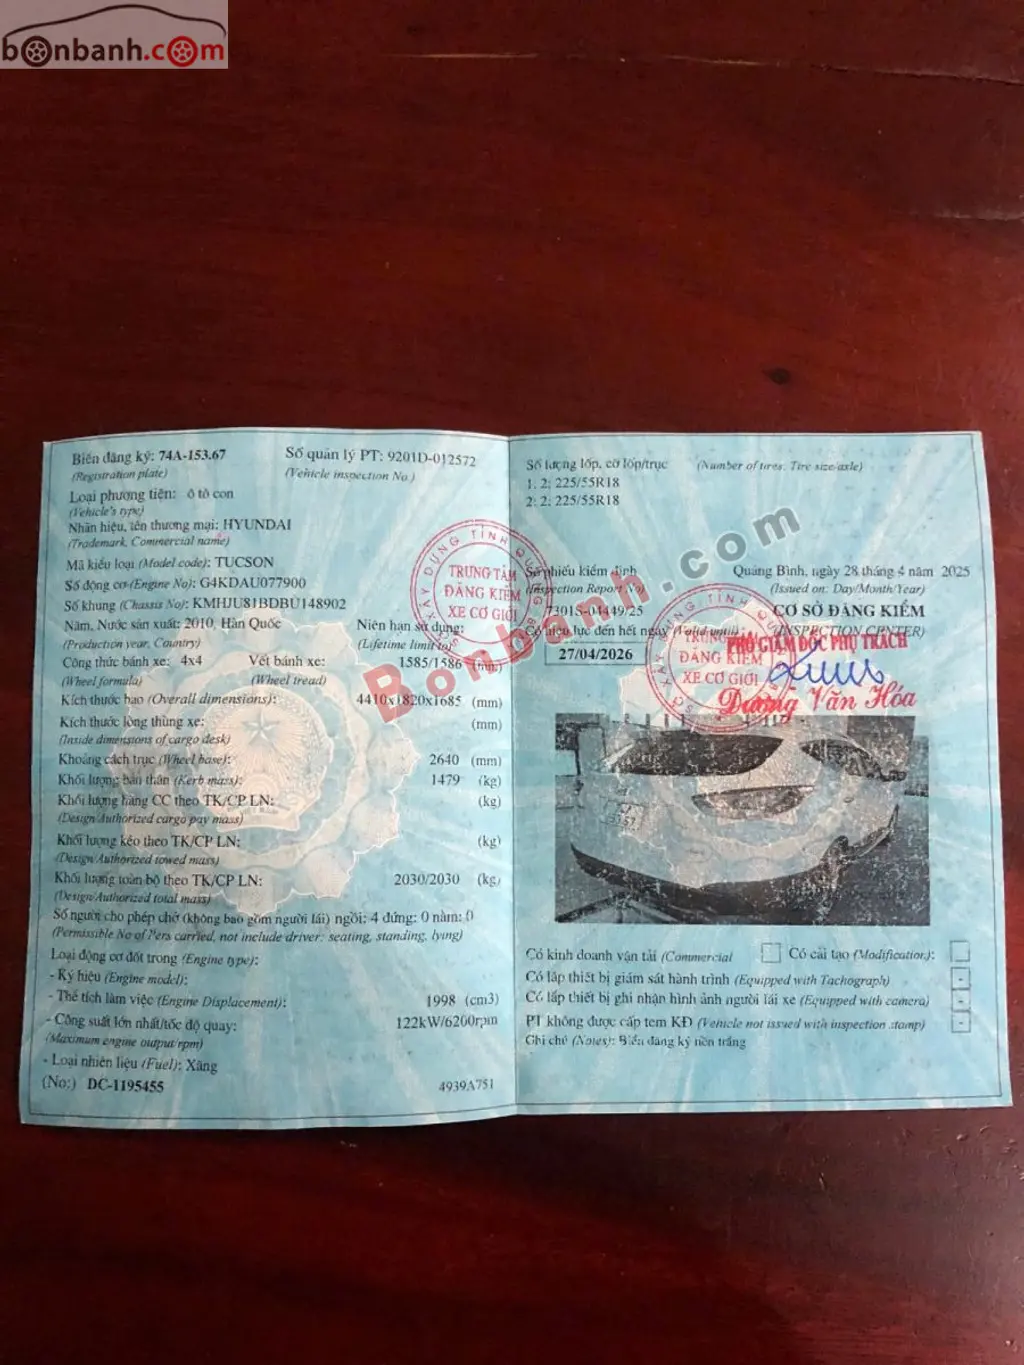 bonbanh.com
Biển đăng ký: 74A-153.67
(Registration plate)
Số quản lý PT: 9201D-012572
(Vehicle inspection No)
Loại phương tiện: ô tô con
(Vehicle's type)
Nhãn hiệu, tên thương mại: HYUNDAI
(Trademark, Commercial name)
Mã kiểu loại (Model code): TUCSON
Số động cơ (Engine No): G4KDAU077900
Số khung (Chassis No): KMHJU81BDBU148902
Năm, Nước sản xuất: 2010, Hàn Quốc
(Production year, Country)
Niên hạn sử dụng:
(Lifetime limit to)
Công thức bánh xe: 4x4
(Wheel formula)
Vết bánh xe: 1585/1586 (mm)
(Wheel tread)
Kích thước bao (Overall dimensions): 4410x1820x1685 (mm)
Kích thước lòng thùng xe: (mm)
(Inside dimensions of cargo desk)
Khoảng cách trục (Wheel base): 2640 (mm)
Khối lượng bản thân (Kerb mass): 1479 (kg)
Khối lượng hàng CC theo TK/CP LN: (kg)
(Design/Authorized cargo pay mass)
Khối lượng kéo theo TK/CP LN: (kg)
(Design/Authorized towed mass)
Khối lượng toàn bộ theo TK/CP LN: 2030/2030 (kg)
(Design/Authorized total mass)
Số người cho phép chở (không bao gồm người lái) ngồi: 4 đứng: 0 nằm: 0
(Permissible No of Pers carried, not include driver: seating, standing, lying)
Loại động cơ đốt trong (Engine type):
- Ký hiệu (Engine model):
- Thể tích làm việc (Engine Displacement): 1998 (cm3)
- Công suất lớn nhất/tốc độ quay: 122kW/6200rpm
(Maximum engine output/rpm)
- Loại nhiên liệu (Fuel): Xăng
(No:) DC-1195455 4939A751
Số lượng lốp, cỡ lốp/trục (Number of tires; Tire size/axle)
1: 2; 225/55R18
2: 2; 225/55R18
Số phiếu kiểm định
(Inspection Report No)
7301S-04449/25
Có hiệu lực đến hết ngày (Valid until)
27/04/2026
Quảng Bình, ngày 28 tháng 4 năm 2025
(Issued on: Day/Month/Year)
CƠ SỞ ĐĂNG KIỂM
(INSPECTION CENTER)
PHÓ GIÁM ĐỐC PHỤ TRÁCH
Dương Văn Hóa
TRUNG TÂM
ĐĂNG KIỂM
XE CƠ GIỚI
TRUNG TÂM
ĐĂNG KIỂM
XE CƠ GIỚI
Bonbanh.com
Có kinh doanh vận tải (Commercial
Có cải tạo (Modification):
Có lắp thiết bị giám sát hành trình (Equipped with Tachograph)
Có lắp thiết bị ghi nhận hình ảnh người lái xe (Equipped with camera)
PT không được cấp tem KĐ (Vehicle not issued with inspection stamp)
Ghi chú (Notes): Biển đăng ký nền trắng